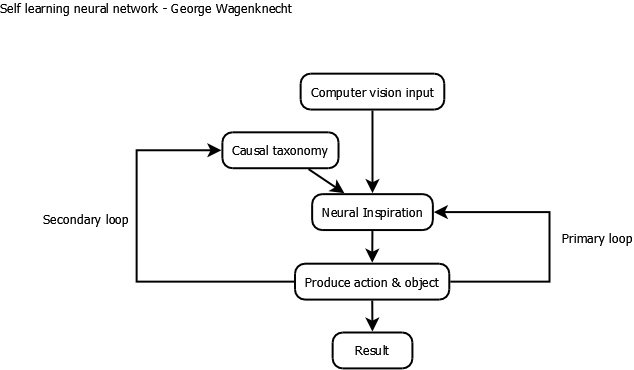 Self learning neural network - George Wagenknecht
Computer vision input
Causal taxonomy
Secondary loop
Neural Inspiration
Primary loop
Produce action & object
Result